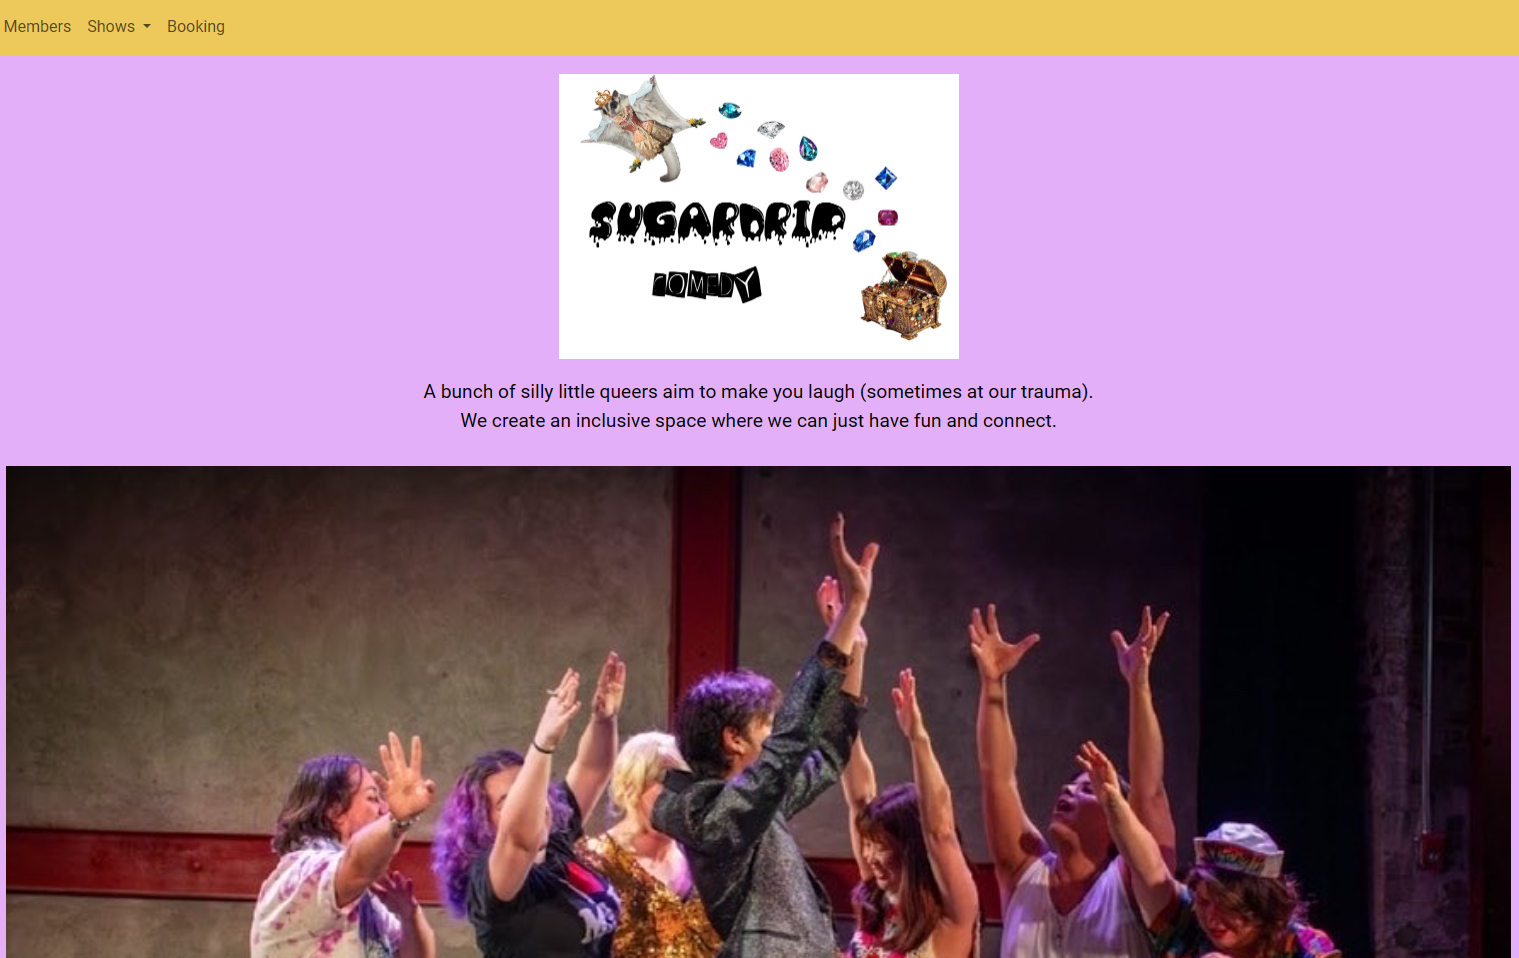 Members Shows Booking
SUGARDRIP
COMEDY
A bunch of silly little queers aim to make you laugh (sometimes at our trauma).
We create an inclusive space where we can just have fun and connect.